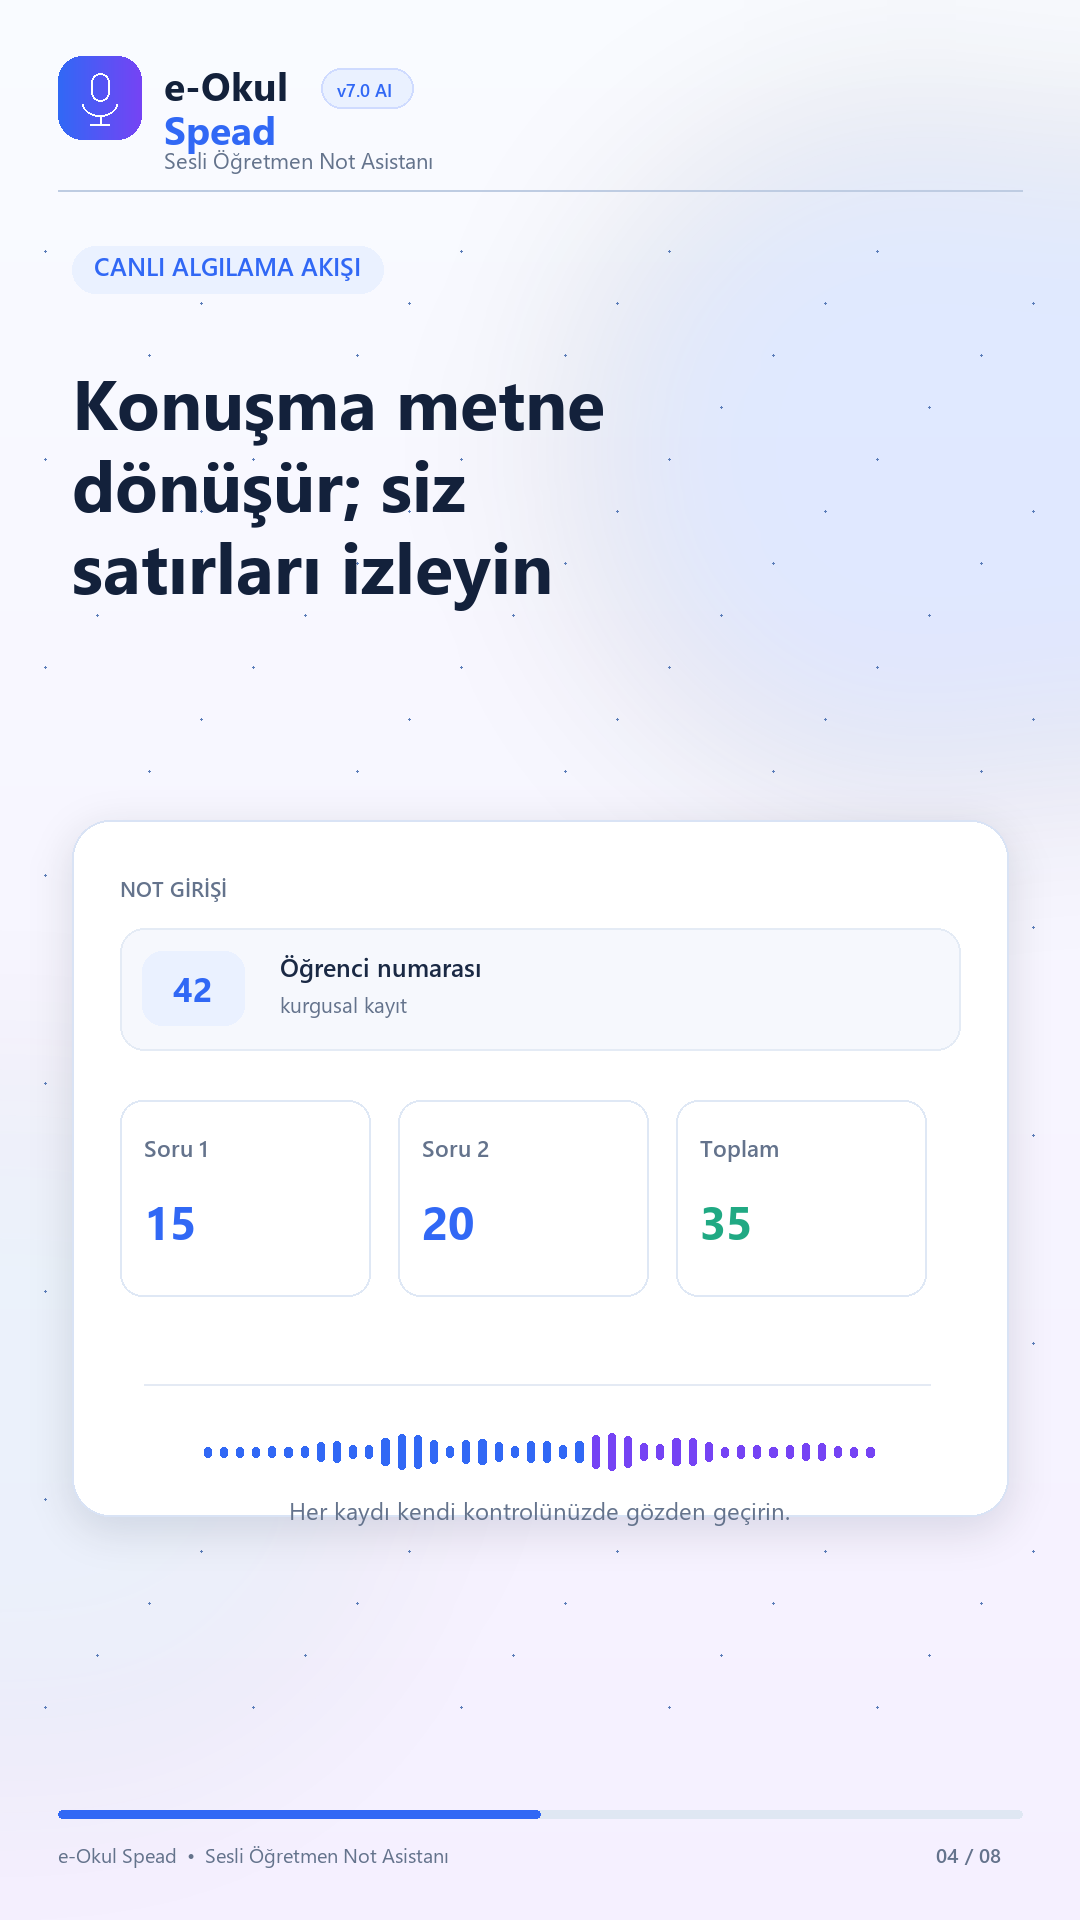 e-Okul
v7.0 AI
Spead
Sesli Öğretmen Not Asistanı
CANLI ALGILAMA AKIŞI
Konuşma metne
dönüşür; siz
satırları izleyin
NOT GİRİŞİ
42
Öğrenci numarası
kurgusal kayıt
Soru 1
Soru 2
Toplam
15
20
35
Her kaydı kendi kontrolünüzde gözden geçirin.
e-Okul Spead • Sesli Öğretmen Not Asistanı
04 / 08